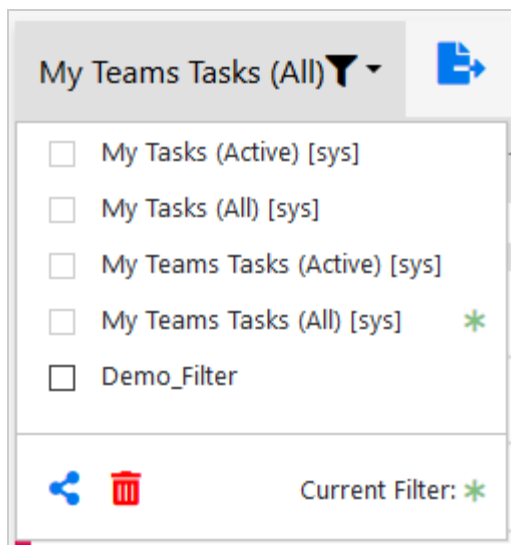 My Teams Tasks (All)
My Tasks (Active) [sys]
My Tasks (All) [sys]
My Teams Tasks (Active) [sys]
My Teams Tasks (All) [sys] *
Demo_Filter
Current Filter: *